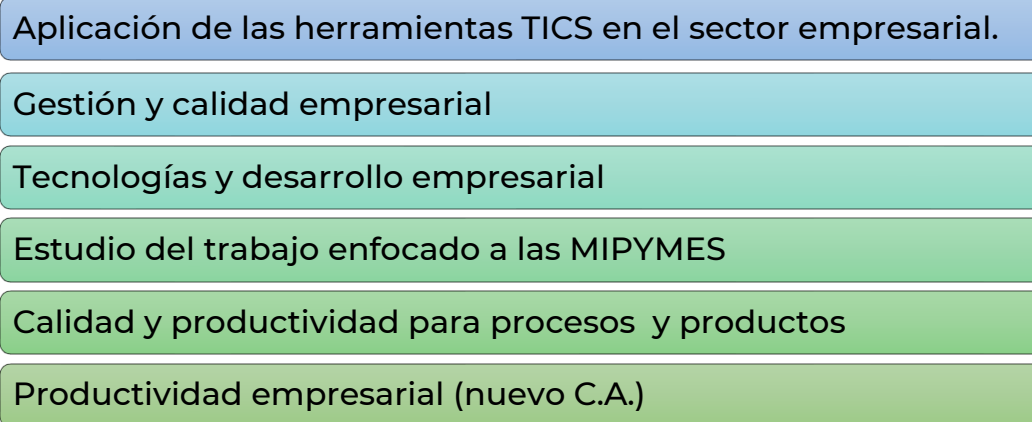 Aplicación de las herramientas TICS en el sector empresarial.
Gestión y calidad empresarial
Tecnologías y desarrollo empresarial
Estudio del trabajo enfocado a las MIPYMES
Calidad y productividad para procesos  y productos
Productividad empresarial (nuevo C.A.)